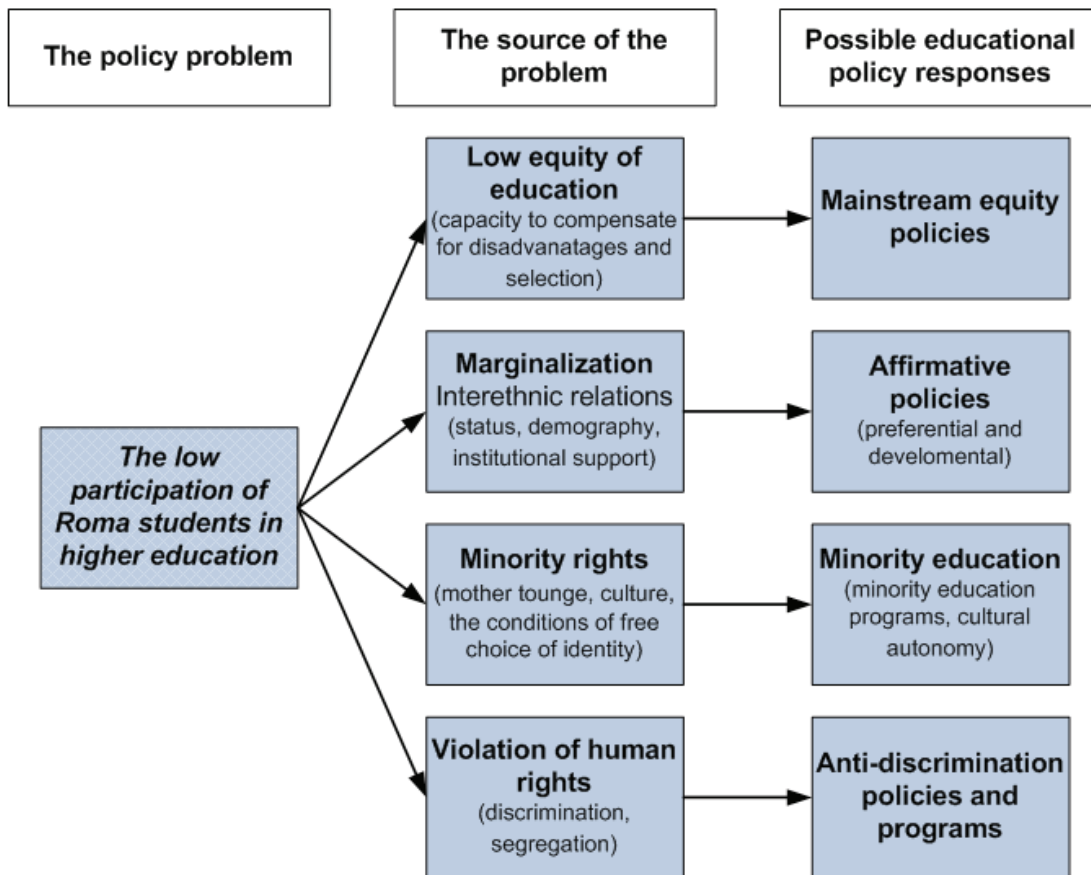 The policy problem
The source of the
problem
Possible educational
policy responses
The low
participation of
Roma students in
higher education
Low equity of
education
(capacity to compensate
for disadvanatages and
selection)
Mainstream equity
policies
Marginalization
Interethnic relations
(status, demography,
institutional support)
Affirmative
policies
(preferential and
develomental)
Minority rights
(mother tounge, culture,
the conditions of free
choice of identity)
Minority education
(minority education
programs, cultural
autonomy)
Violation of human
rights
(discrimination,
segregation)
Anti-discrimination
policies and
programs